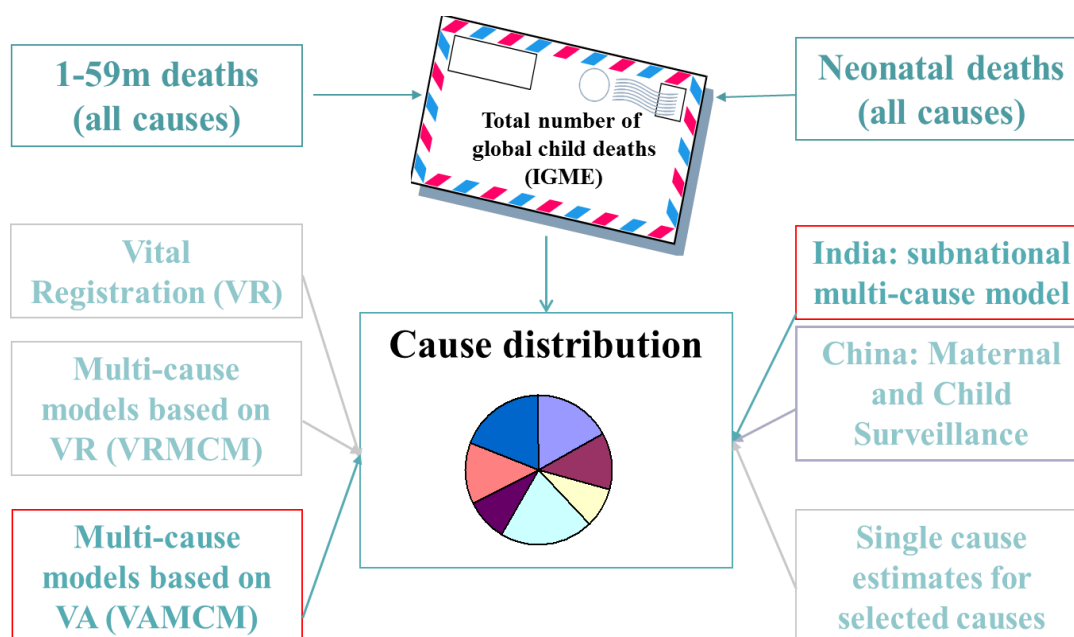 1-59m deaths
(all causes)
Total number of
global child deaths
(IGME)
Neonatal deaths
(all causes)
Vital
Registration (VR)
Multi-cause
models based on
VR (VRMCM)
Multi-cause
models based on
VA (VAMCM)
Cause distribution
India: subnational
multi-cause model
China: Maternal
and Child
Surveillance
Single cause
estimates for
selected causes